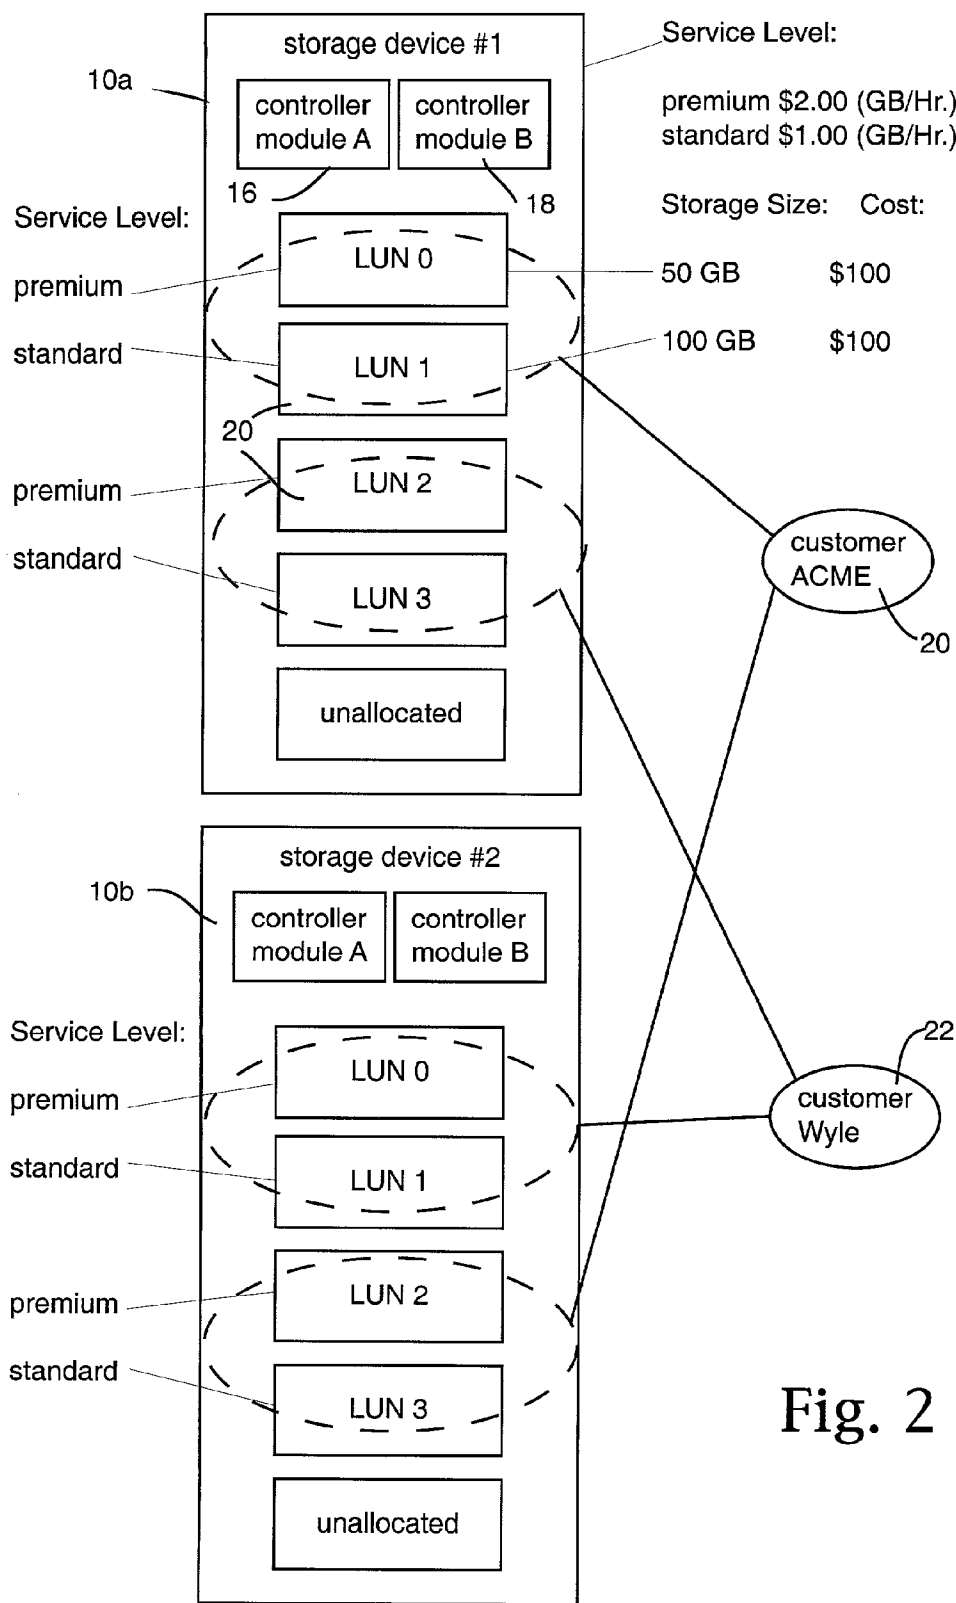 storage device #1
Service Level:
10a
controller
module A
controller
module B
premium $2.00 (GB/Hr.)
standard $1.00 (GB/Hr.)
16
18
Service Level:
Storage Size: Cost:
premium
LUN 0
50 GB $100
standard
LUN 1
100 GB $100
20
premium
LUN 2
standard
LUN 3
customer
ACME
20
unallocated
storage device #2
10b
controller
module A
controller
module B
Service Level:
22
premium
LUN 0
customer
Wyle
standard
LUN 1
premium
LUN 2
standard
LUN 3
Fig. 2
unallocated